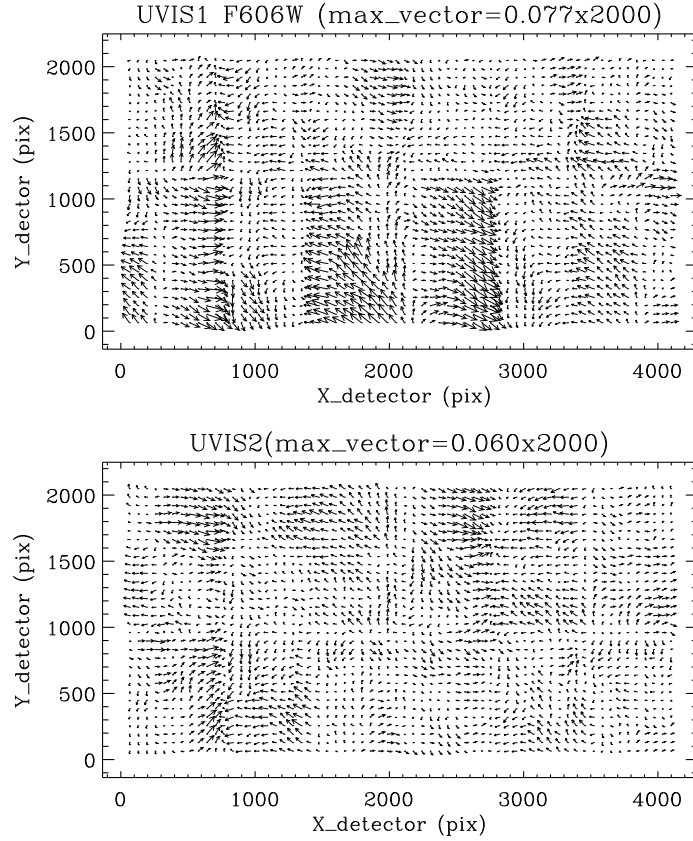 UVIS1 F606W (max_vector=0.077x2000)
2000
1500
1000
500
0
Y_dector (pix)
0 1000 2000 3000 4000
X_detector (pix)
UVIS2(max_vector=0.060x2000)
2000
1500
1000
500
0
Y_detector (pix)
0 1000 2000 3000 4000
X_detector (pix)